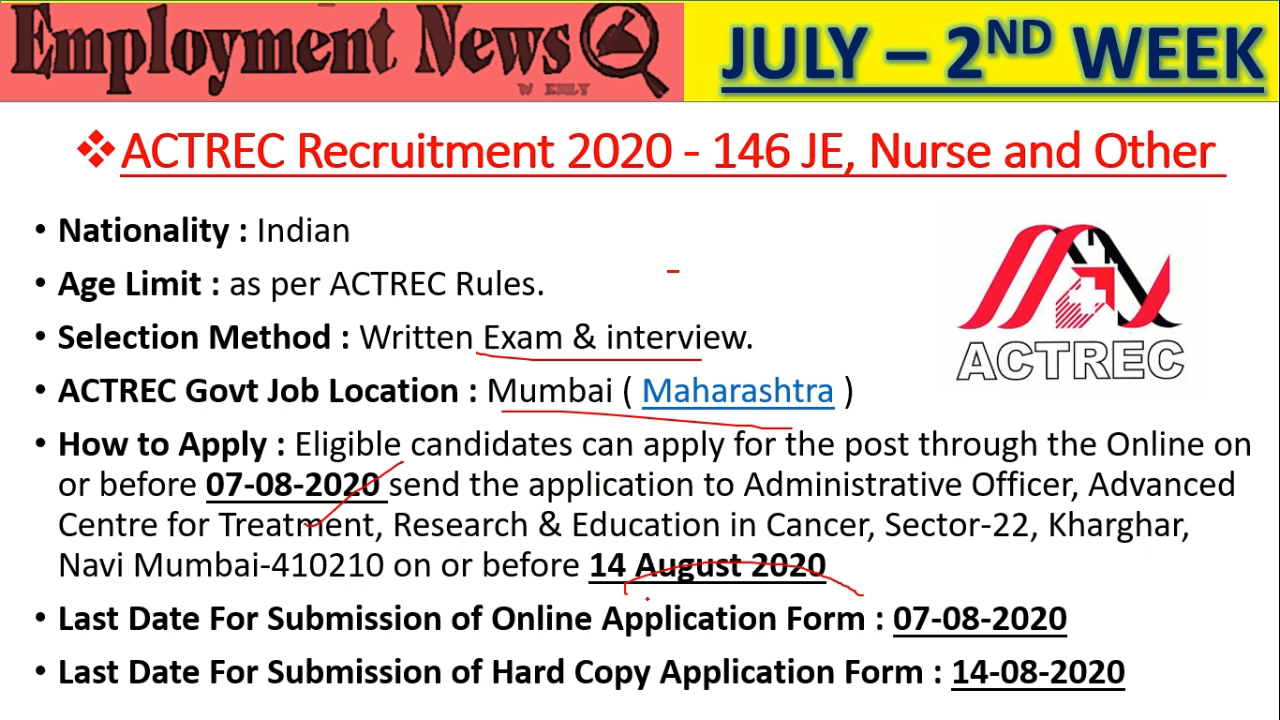 Employment News
JULY – 2ND WEEK
❖ACTREC Recruitment 2020 - 146 JE, Nurse and Other
• Nationality : Indian
• Age Limit : as per ACTREC Rules.
• Selection Method : Written Exam & interview.
• ACTREC Govt Job Location : Mumbai ( Maharashtra )
• How to Apply : Eligible candidates can apply for the post through the Online on
or before 07-08-2020 send the application to Administrative Officer, Advanced
Centre for Treatment, Research & Education in Cancer, Sector-22, Kharghar,
Navi Mumbai-410210 on or before 14 August 2020
• Last Date For Submission of Online Application Form : 07-08-2020
• Last Date For Submission of Hard Copy Application Form : 14-08-2020
ACTREC